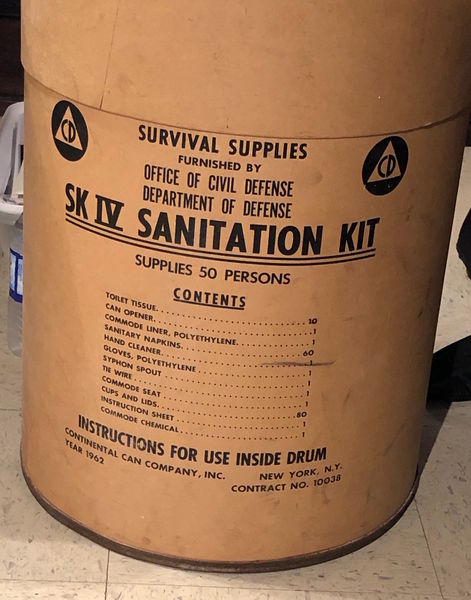 CD
CD
SURVIVAL SUPPLIES
FURNISHED BY
OFFICE OF CIVIL DEFENSE
DEPARTMENT OF DEFENSE
SK IV SANITATION KIT
SUPPLIES 50 PERSONS
CONTENTS
TOILET TISSUE. 10
CAN OPENER. 1
COMMODE LINER, POLYETHYLENE. 1
SANITARY NAPKINS. 60
HAND CLEANER. 1
GLOVES, POLYETHYLENE 1
SYPHON SPOUT 1
TIE WIRE 1
COMMODE SEAT 1
CUPS AND LIDS. 80
INSTRUCTION SHEET 1
COMMODE CHEMICAL 1
INSTRUCTIONS FOR USE INSIDE DRUM
CONTINENTAL CAN COMPANY, INC. NEW YORK, N.Y.
YEAR 1962 CONTRACT NO. 10038